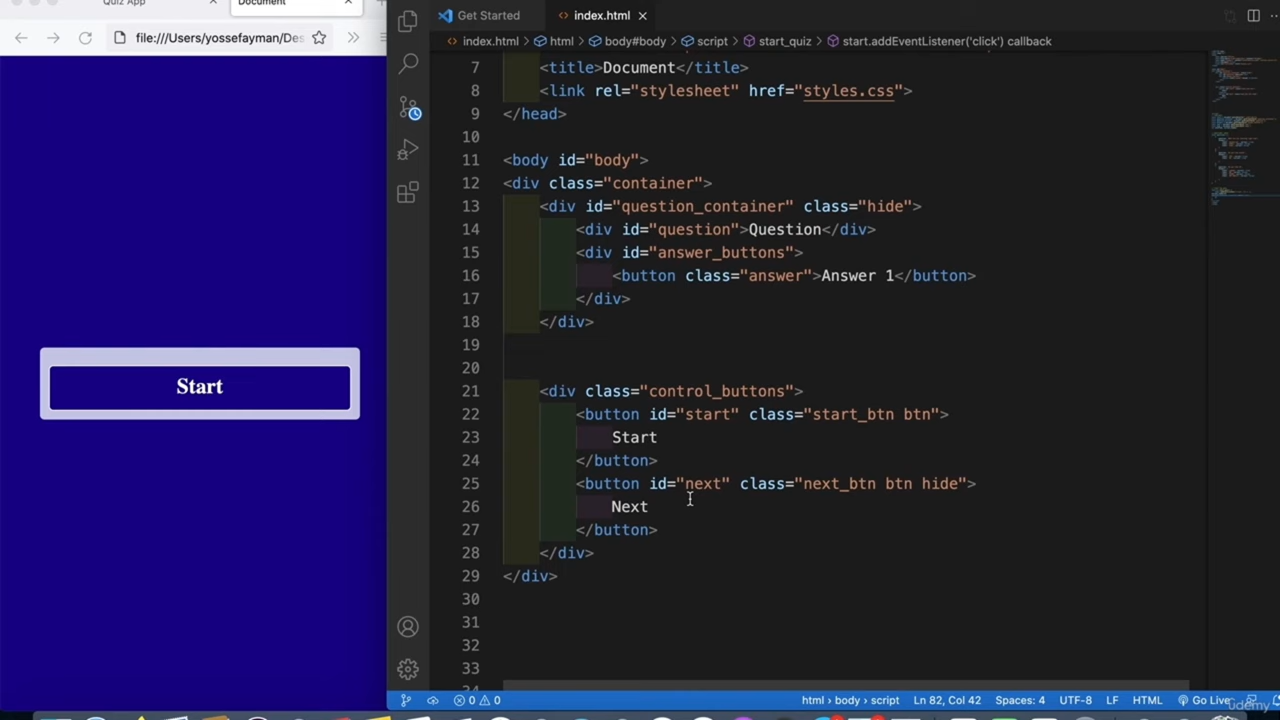 Quiz App
Document
file:///Users/yossefayman/Des
Start
Get Started
index.html
index.html > html > body#body > script > start_quiz > start.addEventListener('click') callback
7 <title>Document</title>
8 <link rel="stylesheet" href="styles.css">
9 </head>
10
11 <body id="body">
12 <div class="container">
13 <div id="question_container" class="hide">
14 <div id="question">Question</div>
15 <div id="answer_buttons">
16 <button class="answer">Answer 1</button>
17 </div>
18 </div>
19
20
21 <div class="control_buttons">
22 <button id="start" class="start_btn btn">
23 Start
24 </button>
25 <button id="next" class="next_btn btn hide">
26 Next
27 </button>
28 </div>
29 </div>
30
31
32
33
0 0 html > body > script Ln 82, Col 42 Spaces: 4 UTF-8 LF HTML Go Live
udemy